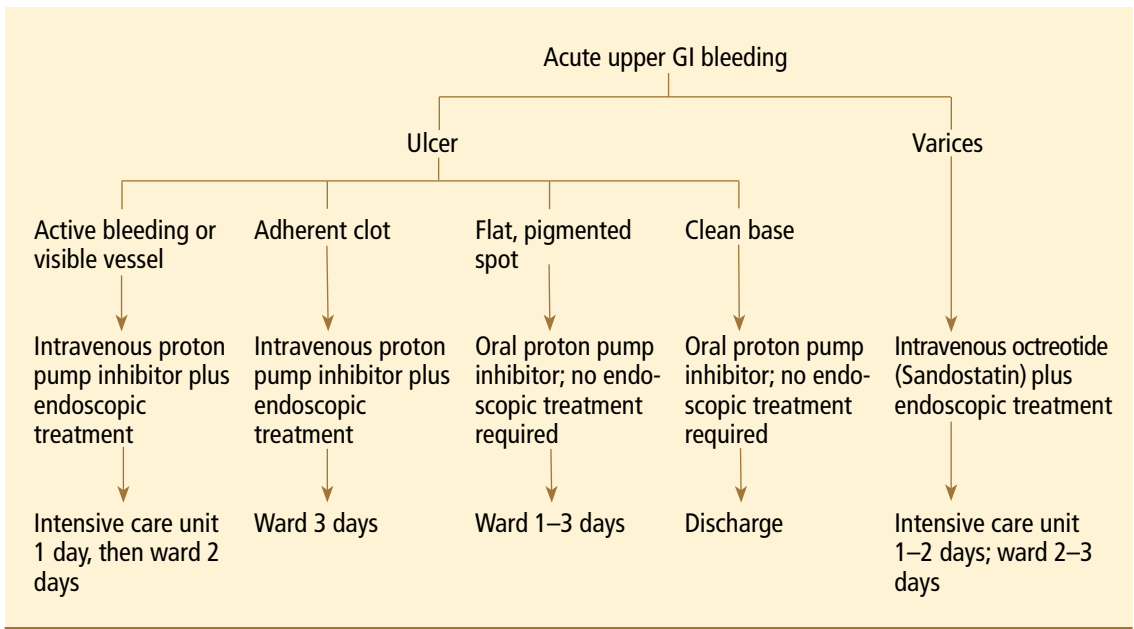 Acute upper GI bleeding
Ulcer
Varices
Active bleeding or
visible vessel
Adherent clot
Flat, pigmented
spot
Clean base
Intravenous proton
pump inhibitor plus
endoscopic
treatment
Intravenous proton
pump inhibitor plus
endoscopic
treatment
Oral proton pump
inhibitor; no endo-
scopic treatment
required
Oral proton pump
inhibitor; no endo-
scopic treatment
required
Intravenous octreotide
(Sandostatin) plus
endoscopic treatment
Intensive care unit
1 day, then ward 2
days
Ward 3 days
Ward 1–3 days
Discharge
Intensive care unit
1–2 days; ward 2–3
days